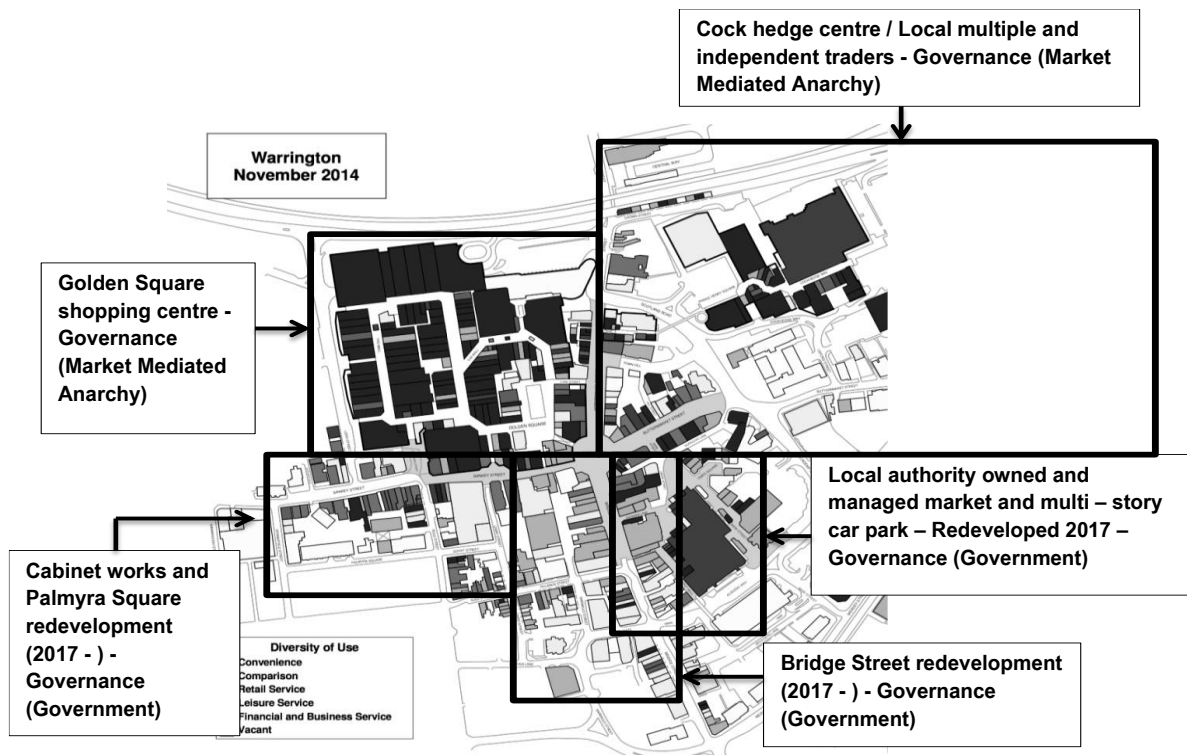 Cock hedge centre / Local multiple and
independent traders - Governance (Market
Mediated Anarchy)
Warrington
November 2014
Golden Square
shopping centre -
Governance
(Market Mediated
Anarchy)
GOLDEN SQUARE
Local authority owned and
managed market and multi – story
car park – Redeveloped 2017 –
Governance (Government)
Cabinet works and
Palmyra Square
redevelopment
(2017 - ) -
Governance
(Government)
Bridge Street redevelopment
(2017 - ) - Governance
(Government)
Diversity of Use
Convenience
Comparison
Retail Service
Leisure Service
Financial and Business Service
Vacant